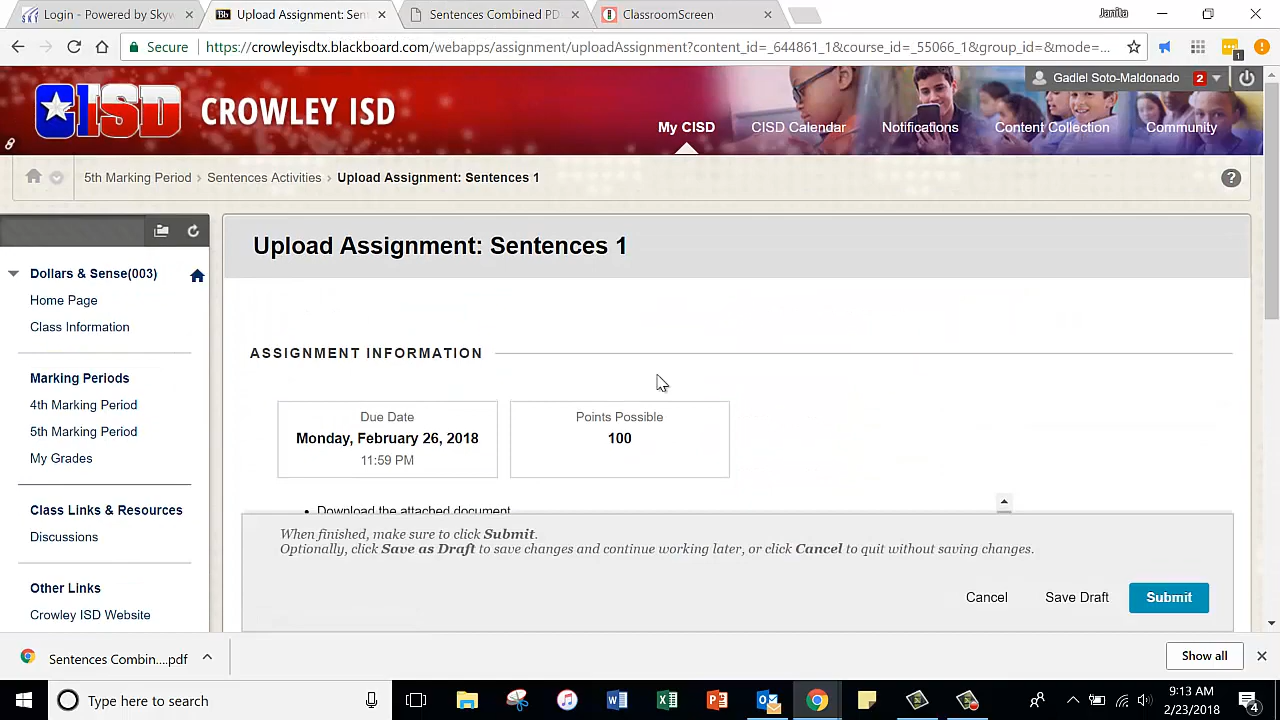 Login - Powered by Skyw
Upload Assignment: Sen
Sentences Combined PD
ClassroomScreen
Janita
Secure
https://crowleyisdtx.blackboard.com/webapps/assignment/uploadAssignment?content_id=_644861_1&course_id=_55066_1&group_id=&mode=...
1
CISD
CROWLEY ISD
Gadiel Soto-Maldonado 2
My CISD
CISD Calendar
Notifications
Content Collection
Community
5th Marking Period > Sentences Activities > Upload Assignment: Sentences 1
?
Upload Assignment: Sentences 1
Dollars & Sense(003)
Home Page
Class Information
Marking Periods
4th Marking Period
5th Marking Period
My Grades
Class Links & Resources
Discussions
Other Links
Crowley ISD Website
ASSIGNMENT INFORMATION
Due Date
Monday, February 26, 2018
11:59 PM
Points Possible
100
• Download the attached document
When finished, make sure to click Submit.
Optionally, click Save as Draft to save changes and continue working later, or click Cancel to quit without saving changes.
Cancel
Save Draft
Submit
Sentences Combin....pdf
Show all
Type here to search
9:13 AM
2/23/2018
4